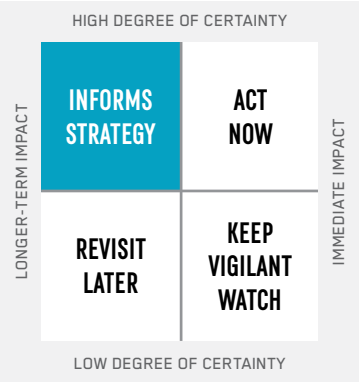 HIGH DEGREE OF CERTAINTY
LONGER-TERM IMPACT
INFORMS
STRATEGY
ACT
NOW
IMMEDIATE IMPACT
REVISIT
LATER
KEEP
VIGILANT
WATCH
LOW DEGREE OF CERTAINTY